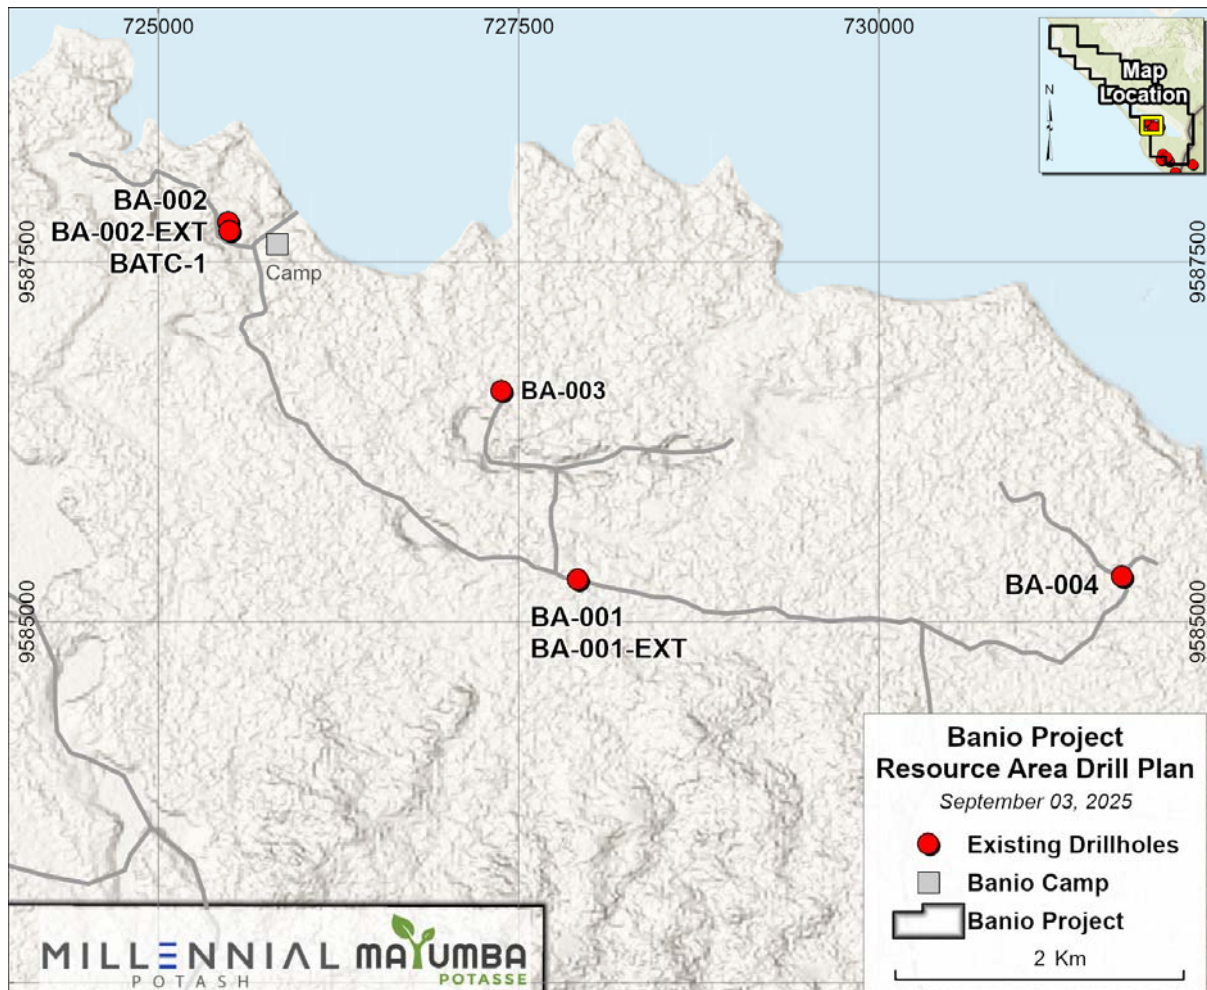 725000
727500
730000
Map
Location
N
BA-002
BA-002-EXT
BATC-1
Camp
9587500
9587500
BA-003
BA-004
BA-001
BA-001-EXT
9585000
9585000
Banio Project
Resource Area Drill Plan
September 03, 2025
Existing Drillholes
Banio Camp
Banio Project
2 Km
MILLENNIAL
POTASH
MAYUMBA
POTASSE